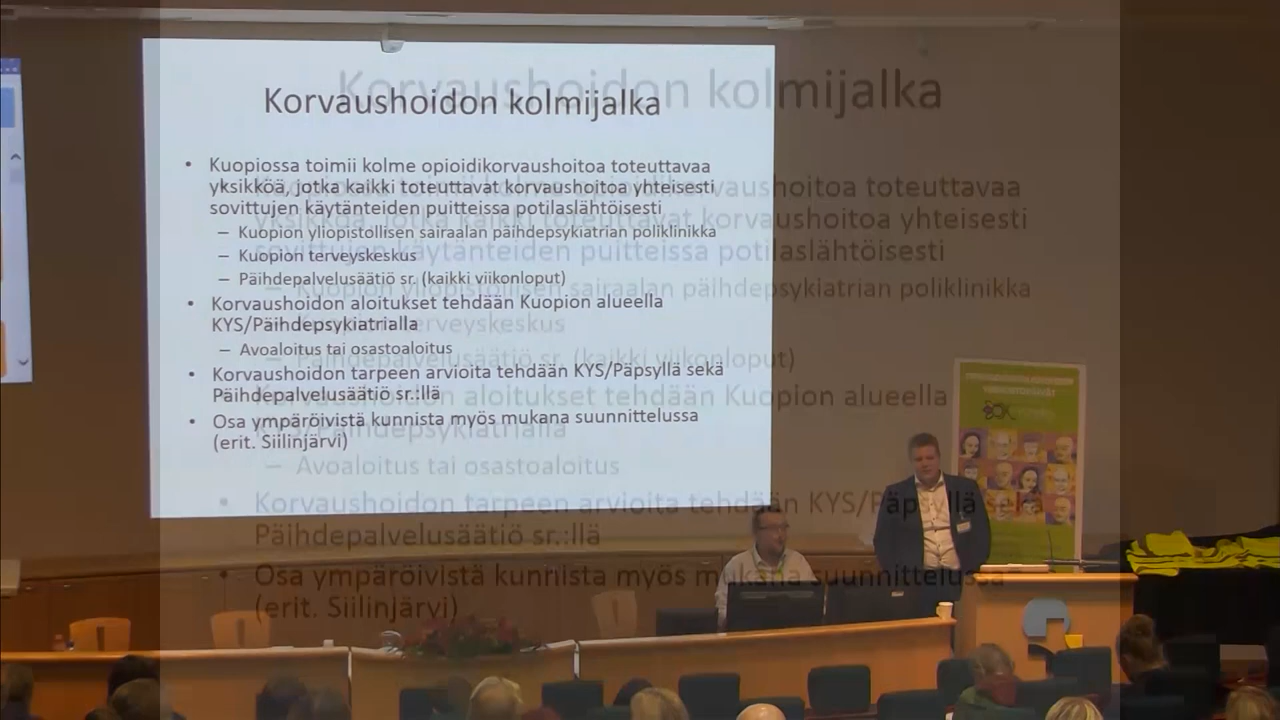 Korvaushoidon kolmijalka
• Kuopiossa toimii kolme opioidikorvaushoitoa toteuttavaa
yksikköä, jotka kaikki toteuttavat korvaushoitoa yhteisesti
sovittujen käytänteiden puitteissa potilaslähtöisesti
– Kuopion yliopistollisen sairaalan päihdepsykiatrian poliklinikka
– Kuopion terveyskeskus
– Päihdepalvelusäätiö sr. (kaikki viikonloput)
• Korvaushoidon aloitukset tehdään Kuopion alueella
KYS/Päihdepsykiatrialla
– Avoaloitus tai osastoaloitus
• Korvaushoidon tarpeen arvioita tehdään KYS/Päpsyllä sekä
Päihdepalvelusäätiö sr.:llä
• Osa ympäröivistä kunnista myös mukana suunnittelussa
(erit. Siilinjärvi)